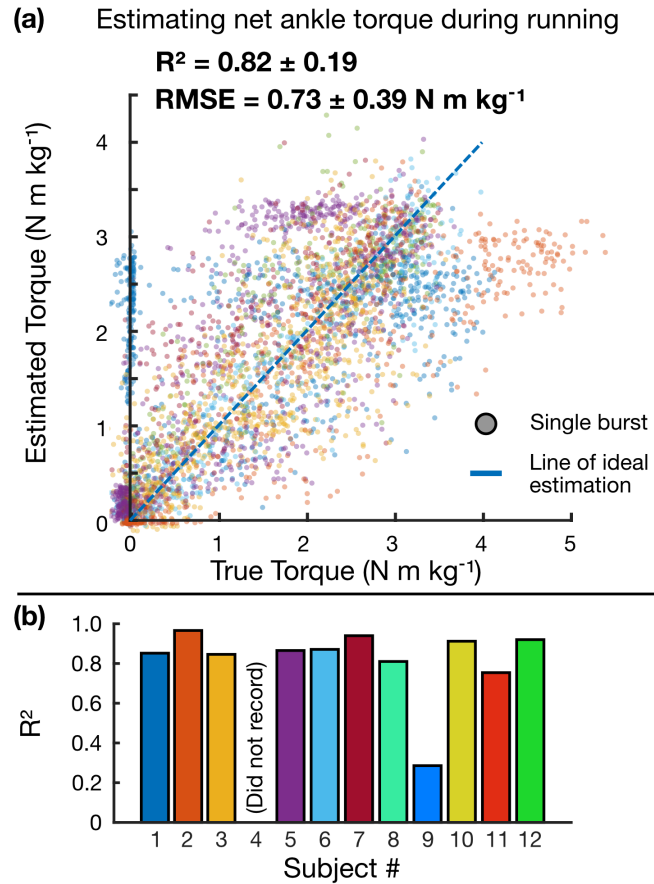 (a) Estimating net ankle torque during running
R² = 0.82 ± 0.19
RMSE = 0.73 ± 0.39 N m kg⁻¹
Estimated Torque (N m kg⁻¹)
4
3
2
1
0
Single burst
Line of ideal
estimation
0 1 2 3 4 5
True Torque (N m kg⁻¹)
(b)
R²
1.0
0.8
0.6
0.4
0.2
0
(Did not record)
1 2 3 4 5 6 7 8 9 10 11 12
Subject #